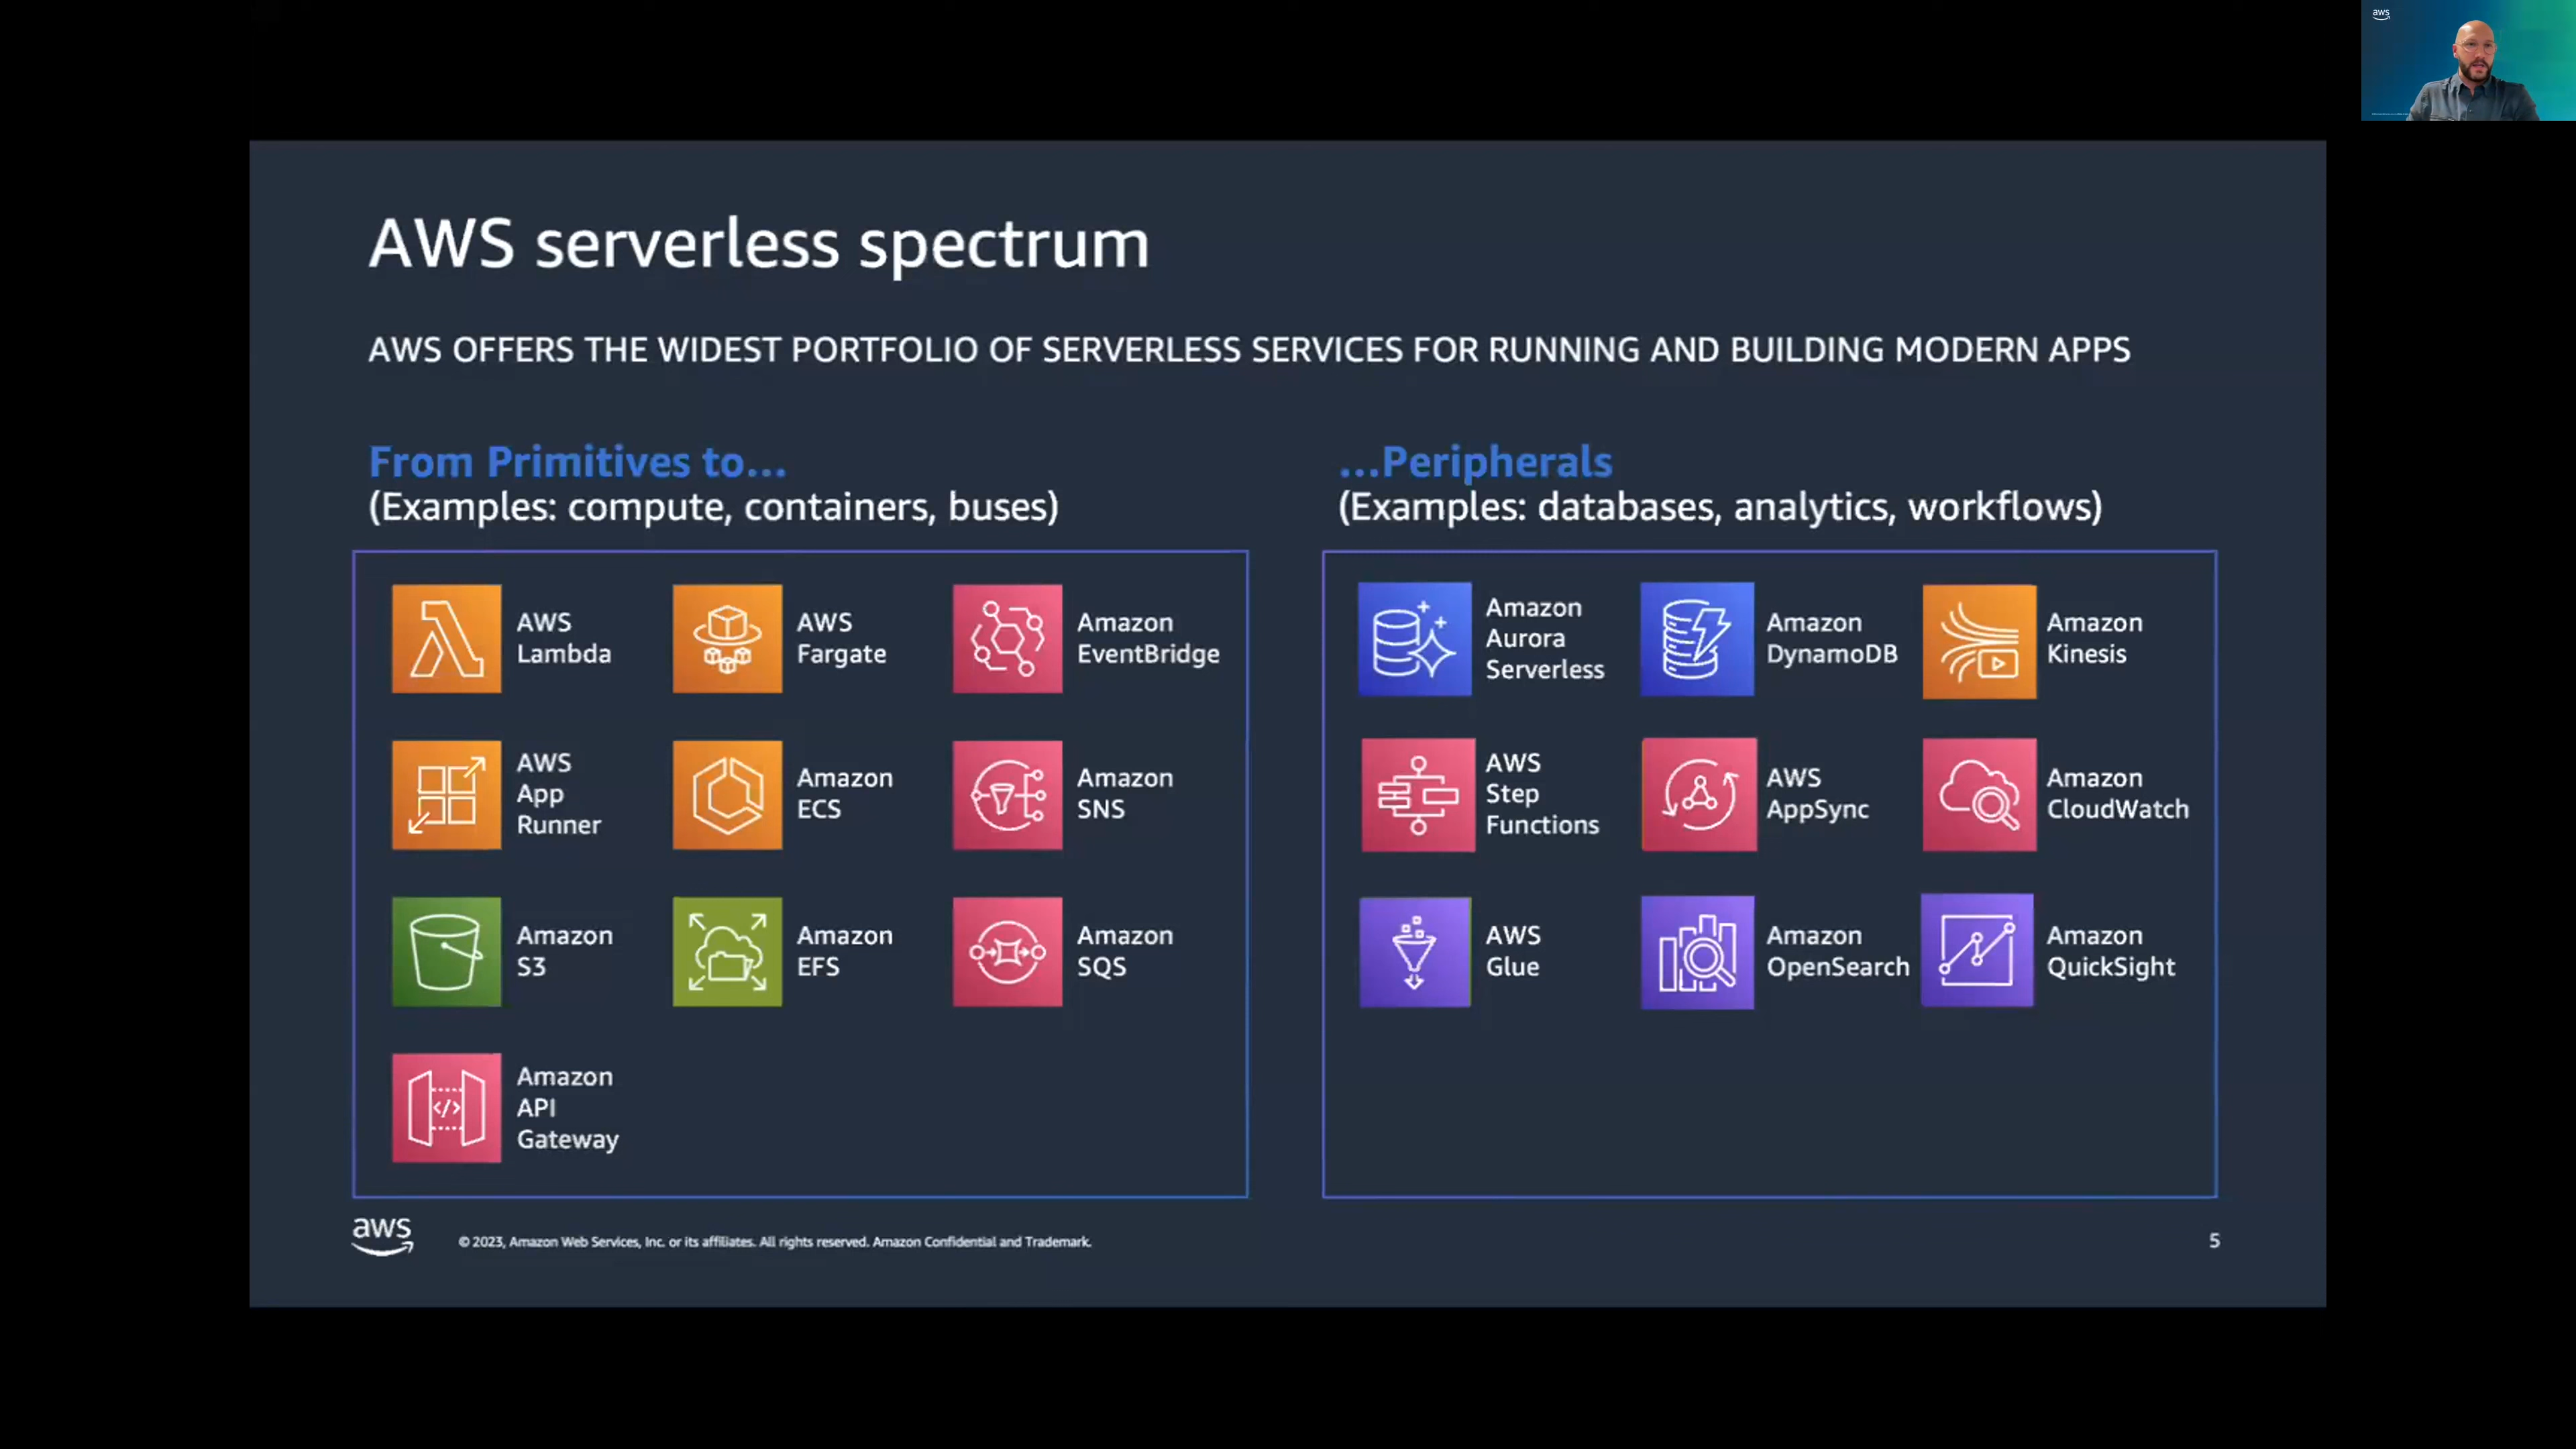 aws
AWS serverless spectrum
AWS OFFERS THE WIDEST PORTFOLIO OF SERVERLESS SERVICES FOR RUNNING AND BUILDING MODERN APPS
From Primitives to...
(Examples: compute, containers, buses)
AWS
Lambda
AWS
Fargate
Amazon
EventBridge
AWS
App
Runner
Amazon
ECS
Amazon
SNS
Amazon
S3
Amazon
EFS
Amazon
SQS
</>
Amazon
API
Gateway
...Peripherals
(Examples: databases, analytics, workflows)
Amazon
Aurora
Serverless
Amazon
DynamoDB
Amazon
Kinesis
AWS
Step
Functions
AWS
AppSync
Amazon
CloudWatch
AWS
Glue
Amazon
OpenSearch
Amazon
QuickSight
aws
© 2023, Amazon Web Services, Inc. or its affiliates. All rights reserved. Amazon Confidential and Trademark.
5